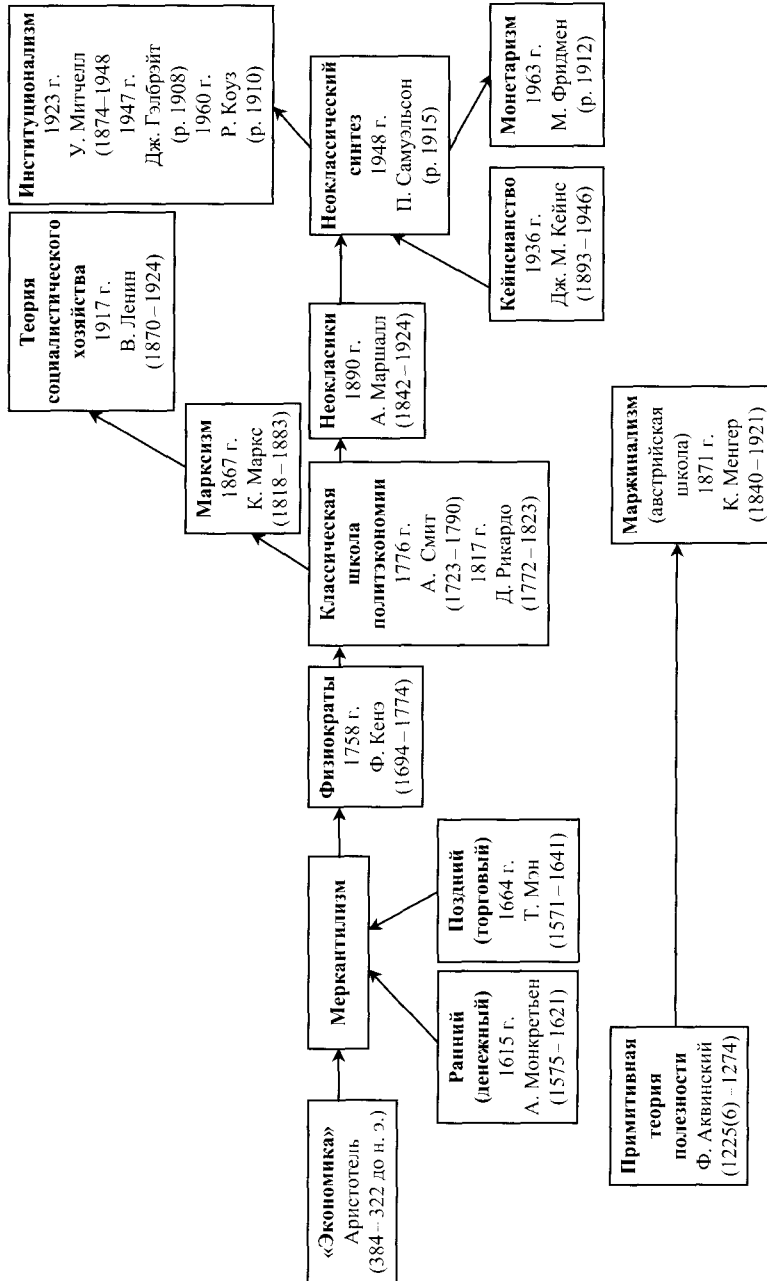 «Экономика»
Аристотель
(384–322 до н. э.)
Меркантилизм
Ранний
(денежный)
1615 г.
А. Монкретьен
(1575–1621)
Поздний
(торговый)
1664 г.
Т. Мэн
(1571–1641)
Физиократы
1758 г.
Ф. Кенэ
(1694–1774)
Классическая
школа
политэкономии
1776 г.
А. Смит
(1723–1790)
1817 г.
Д. Рикардо
(1772–1823)
Марксизм
1867 г.
К. Маркс
(1818–1883)
Теория
социалистического
хозяйства
1917 г.
В. Ленин
(1870–1924)
Неокласики
1890 г.
А. Маршалл
(1842–1924)
Неоклассический
синтез
1948 г.
П. Самуэльсон
(р. 1915)
Институционализм
1923 г.
У. Митчелл
(1874–1948
1947 г.
Дж. Гэлбрэйт
(р. 1908)
1960 г.
Р. Коуз
(р. 1910)
Кейнсианство
1936 г.
Дж. М. Кейнс
(1893–1946)
Монетаризм
1963 г.
М. Фридмен
(р. 1912)
Примитивная
теория
полезности
Ф. Аквинский
(1225(6)–1274)
Маржинализм
(австрийская
школа)
1871 г.
К. Менгер
(1840–1921)